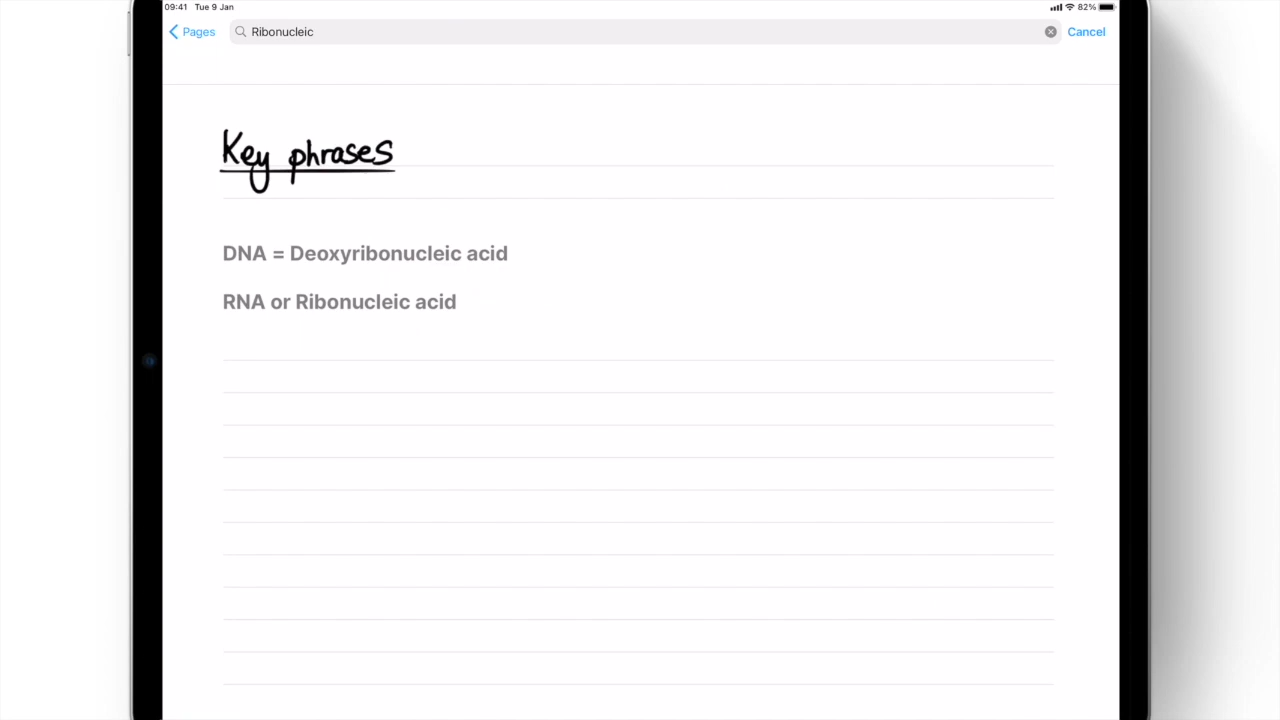 09:41 Tue 9 Jan 82%
Pages Ribonucleic Cancel
Key phrases
DNA = Deoxyribonucleic acid
RNA or Ribonucleic acid